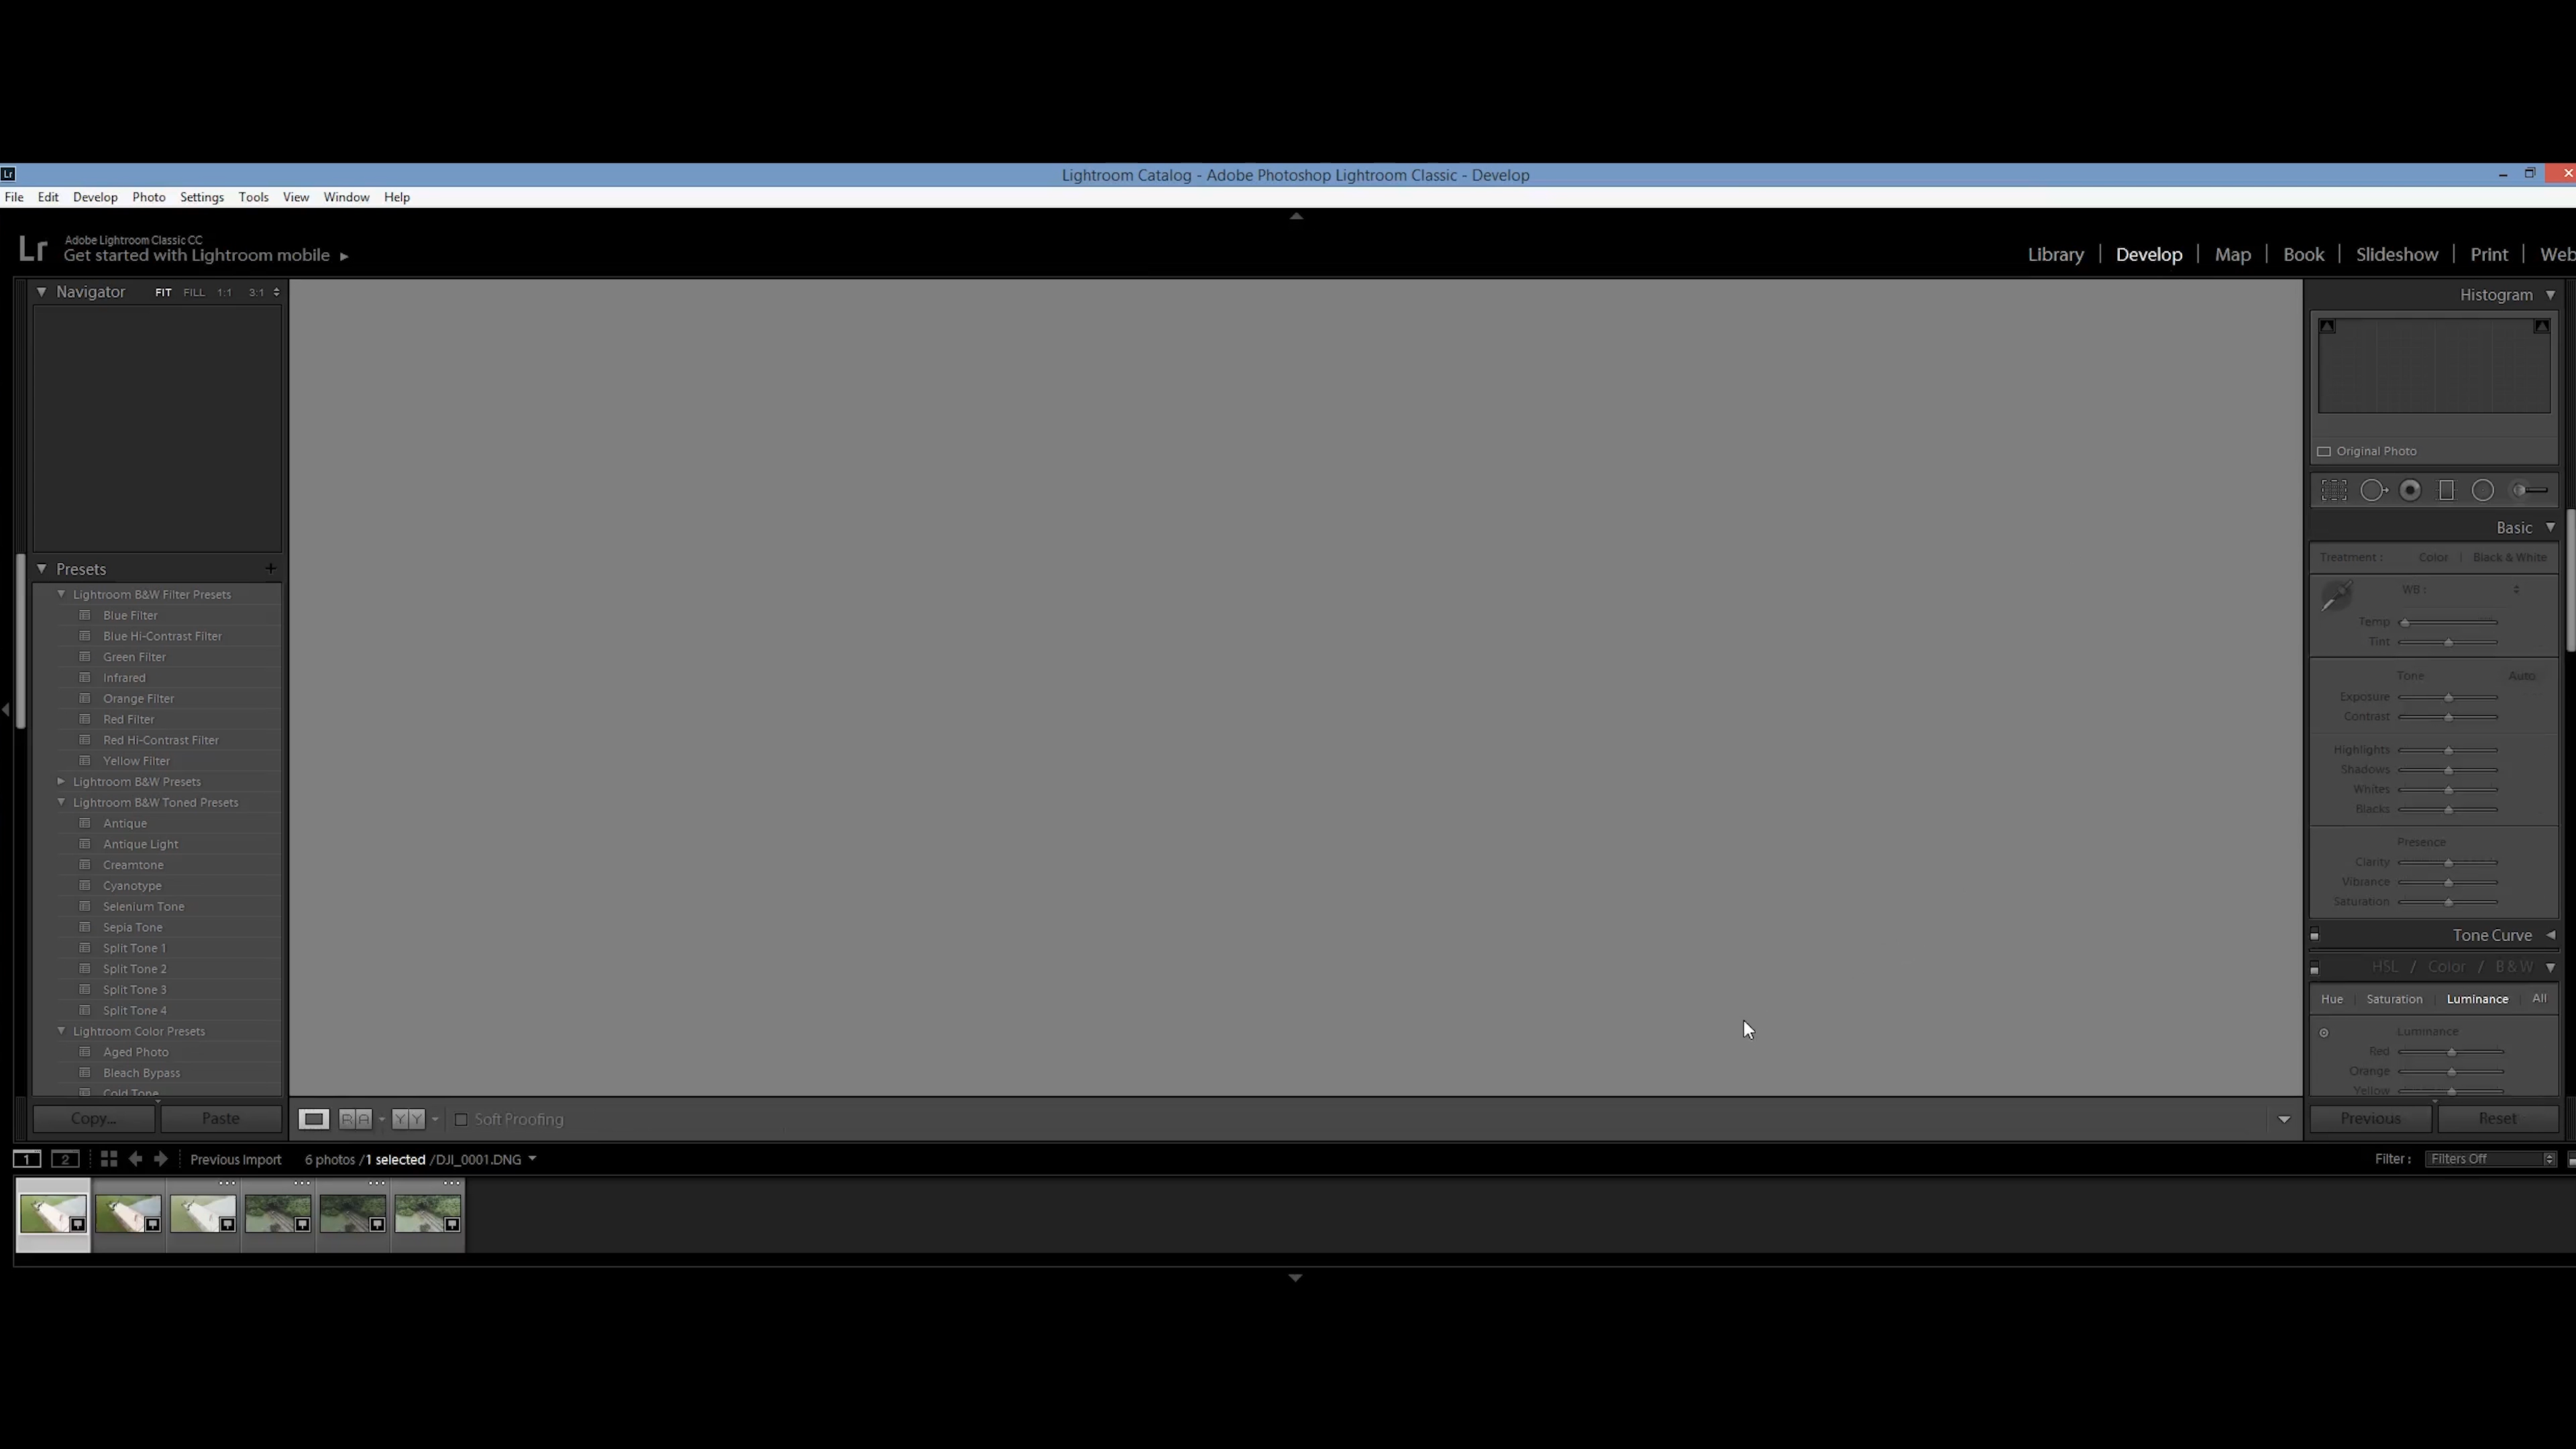 Lr
Lightroom Catalog - Adobe Photoshop Lightroom Classic - Develop
File Edit Develop Photo Settings Tools View Window Help
Lr
Adobe Lightroom Classic CC
Get started with Lightroom mobile
Library | Develop | Map | Book | Slideshow | Print | Web
Navigator FIT FILL 1:1 3:1
Presets +
Lightroom B&W Filter Presets
Blue Filter
Blue Hi-Contrast Filter
Green Filter
Infrared
Orange Filter
Red Filter
Red Hi-Contrast Filter
Yellow Filter
Lightroom B&W Presets
Lightroom B&W Toned Presets
Antique
Antique Light
Creamtone
Cyanotype
Selenium Tone
Sepia Tone
Split Tone 1
Split Tone 2
Split Tone 3
Split Tone 4
Lightroom Color Presets
Aged Photo
Bleach Bypass
Cold Tone
Copy... Paste
R A Y Y Soft Proofing
Histogram
Original Photo
Basic
Treatment : Color | Black & White
WB :
Temp
Tint
Tone Auto
Exposure
Contrast
Highlights
Shadows
Whites
Blacks
Presence
Clarity
Vibrance
Saturation
Tone Curve
HSL / Color / B & W
Hue Saturation Luminance All
Luminance
Red
Orange
Yellow
Previous Reset
1 2 Previous Import 6 photos /1 selected /DJI_0001.DNG
Filter : Filters Off